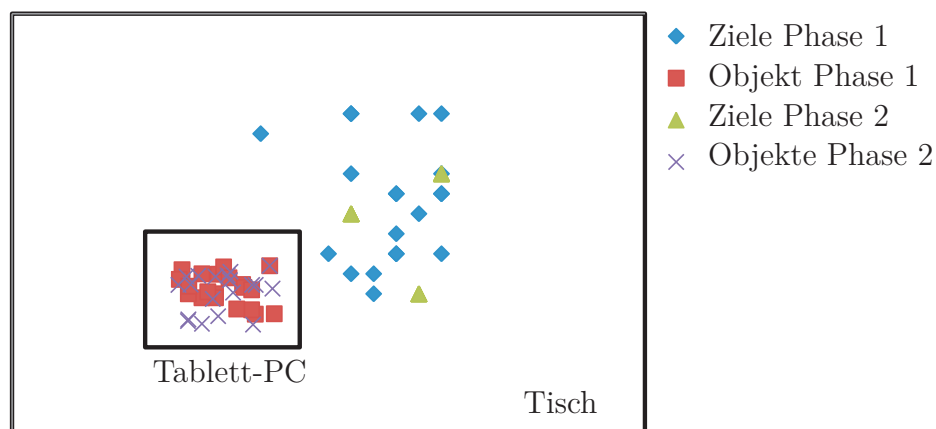 Ziele Phase 1
Objekt Phase 1
Ziele Phase 2
Objekte Phase 2
Tablett-PC
Tisch